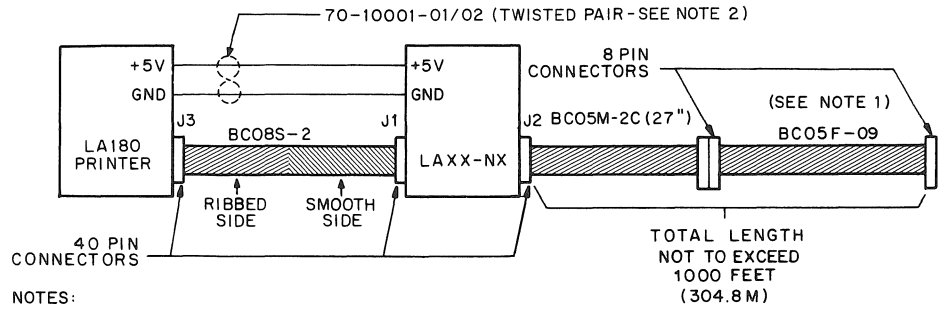 70-10001-01/02 (TWISTED PAIR-SEE NOTE 2)
+5V
+5V
8 PIN
CONNECTORS
GND
GND
(SEE NOTE 1)
J3
BC08S-2
J1
J2
BC05M-2C (27")
BC05F-09
LA180
PRINTER
LAXX-NX
RIBBED
SIDE
SMOOTH
SIDE
40 PIN
CONNECTORS
TOTAL LENGTH
NOT TO EXCEED
1000 FEET
(304.8M)
NOTES: